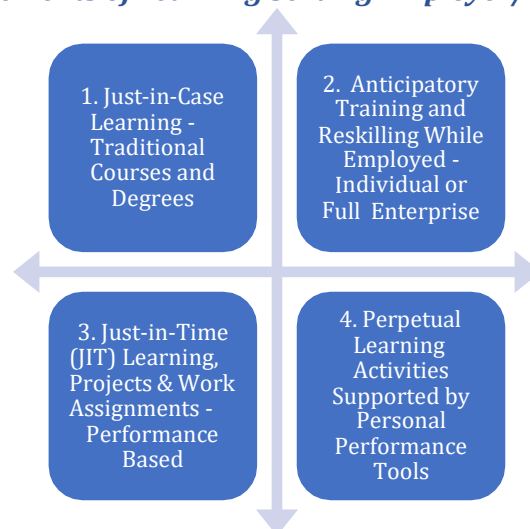 of Learning
1. Just-in-Case
Learning -
Traditional
Courses and
Degrees
2. Anticipatory
Training and
Reskilling While
Employed -
Individual or
Full Enterprise
3. Just-in-Time
(JIT) Learning,
Projects & Work
Assignments -
Performance
Based
4. Perpetual
Learning
Activities
Supported by
Personal
Performance
Tools